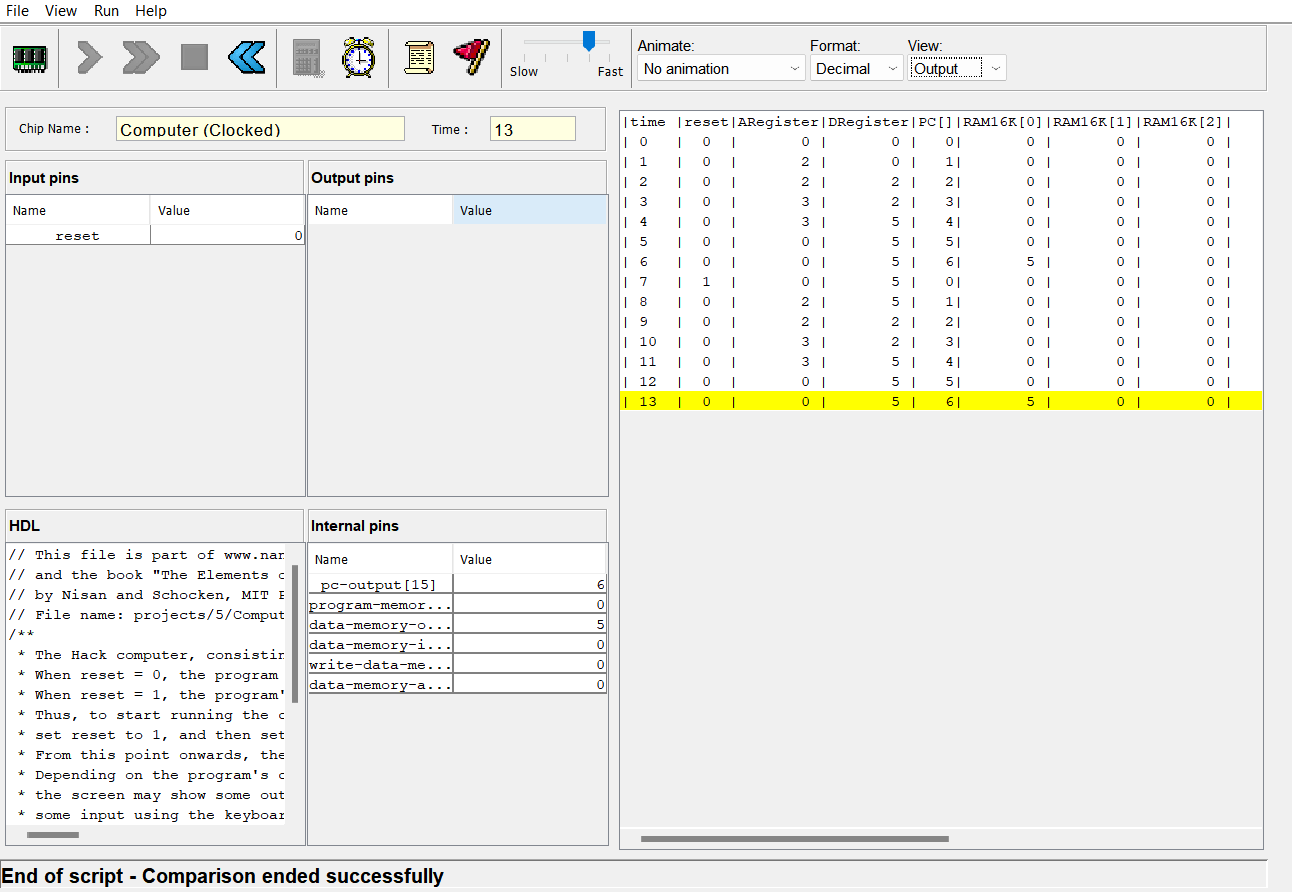 File View Run Help
Slow Fast
Animate: Format: View:
No animation Decimal Output
Chip Name : Computer (Clocked) Time : 13
Input pins
Name Value
reset 0
Output pins
Name Value
HDL
// This file is part of www.nan
// and the book "The Elements o
// by Nisan and Schocken, MIT P
// File name: projects/5/Comput
/**
* The Hack computer, consistin
* When reset = 0, the program
* When reset = 1, the program'
* Thus, to start running the c
* set reset to 1, and then set
* From this point onwards, the
* Depending on the program's c
* the screen may show some out
* some input using the keyboar
Internal pins
Name Value
pc-output[15] 6
program-memor... 0
data-memory-o... 5
data-memory-i... 0
write-data-me... 0
data-memory-a... 0
|time |reset|ARegister|DRegister|PC[]|RAM16K[0]|RAM16K[1]|RAM16K[2]|
| 0 | 0 | 0 | 0 | 0| 0 | 0 | 0 |
| 1 | 0 | 2 | 0 | 1| 0 | 0 | 0 |
| 2 | 0 | 2 | 2 | 2| 0 | 0 | 0 |
| 3 | 0 | 3 | 2 | 3| 0 | 0 | 0 |
| 4 | 0 | 3 | 5 | 4| 0 | 0 | 0 |
| 5 | 0 | 0 | 5 | 5| 0 | 0 | 0 |
| 6 | 0 | 0 | 5 | 6| 5 | 0 | 0 |
| 7 | 1 | 0 | 5 | 0| 0 | 0 | 0 |
| 8 | 0 | 2 | 5 | 1| 0 | 0 | 0 |
| 9 | 0 | 2 | 2 | 2| 0 | 0 | 0 |
| 10 | 0 | 3 | 2 | 3| 0 | 0 | 0 |
| 11 | 0 | 3 | 5 | 4| 0 | 0 | 0 |
| 12 | 0 | 0 | 5 | 5| 0 | 0 | 0 |
| 13 | 0 | 0 | 5 | 6| 5 | 0 | 0 |
End of script - Comparison ended successfully